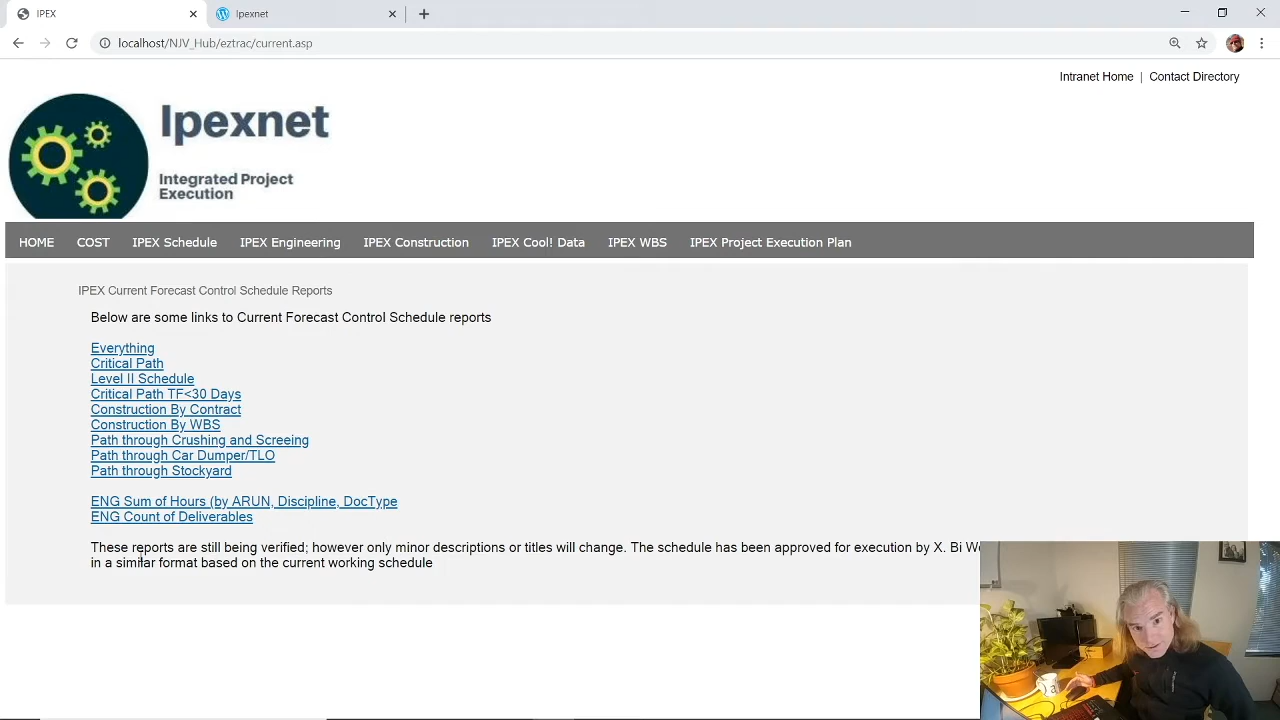 IPEX
Ipexnet
localhost/NJV_Hub/eztrac/current.asp
Intranet Home | Contact Directory
Ipexnet
Integrated Project
Execution
HOME COST IPEX Schedule IPEX Engineering IPEX Construction IPEX Cool! Data IPEX WBS IPEX Project Execution Plan
IPEX Current Forecast Control Schedule Reports
Below are some links to Current Forecast Control Schedule reports
Everything
Critical Path
Level II Schedule
Critical Path TF<30 Days
Construction By Contract
Construction By WBS
Path through Crushing and Screeing
Path through Car Dumper/TLO
Path through Stockyard
ENG Sum of Hours (by ARUN, Discipline, DocType
ENG Count of Deliverables
These reports are still being verified; however only minor descriptions or titles will change. The schedule has been approved for execution by X. Bi
in a similar format based on the current working schedule